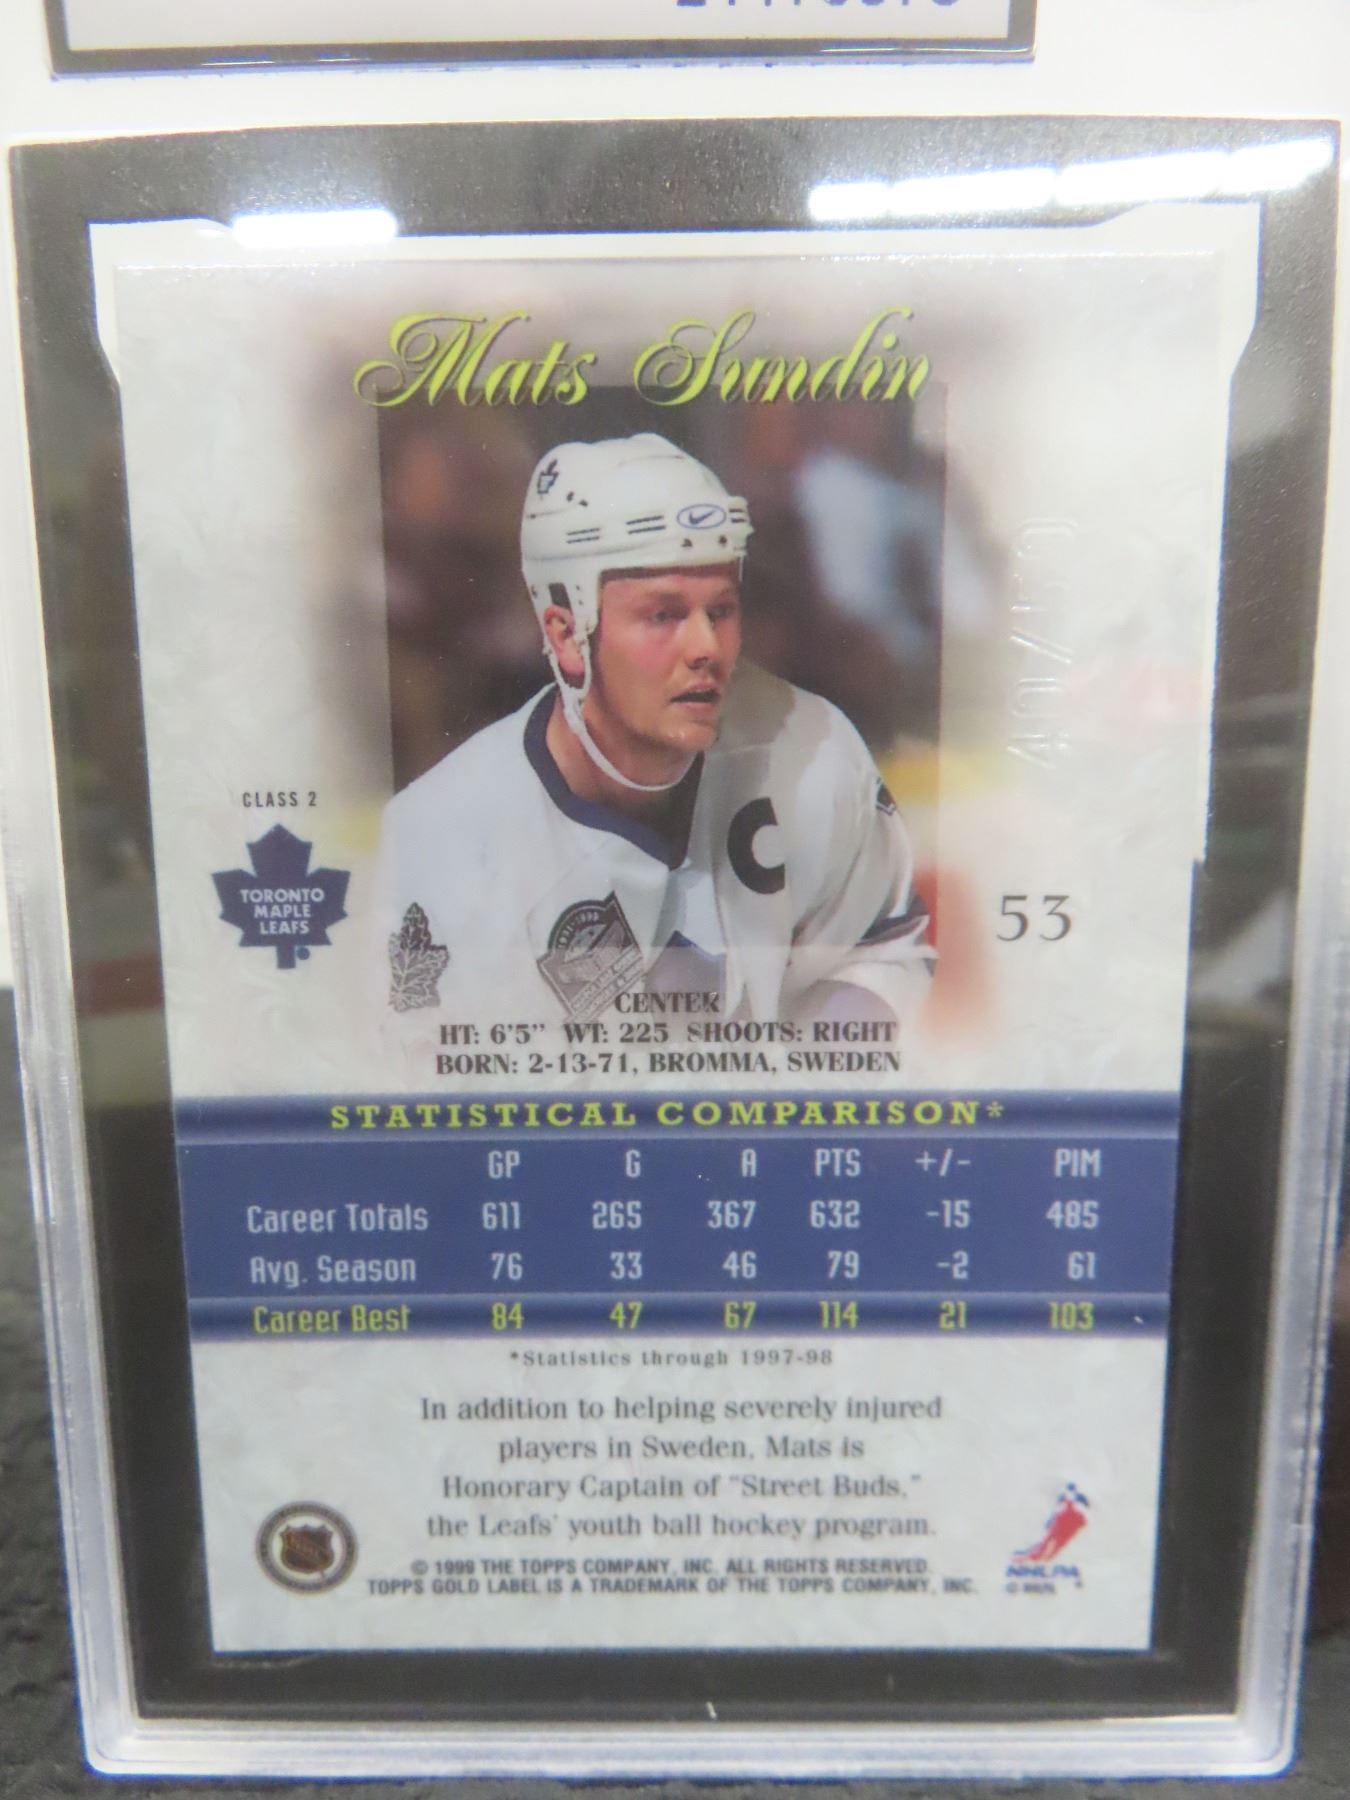 Mats Sundin
40/50
CLASS 2
TORONTO
MAPLE
LEAFS
C
53
CENTER
HT: 6'5" WT: 225 SHOOTS: RIGHT
BORN: 2-13-71, BROMMA, SWEDEN
STATISTICAL COMPARISON*
GP G A PTS +/- PIM
Career Totals 611 265 367 632 -15 485
Avg. Season 76 33 46 79 -2 61
Career Best 84 47 67 114 21 103
*Statistics through 1997-98
In addition to helping severely injured
players in Sweden, Mats is
Honorary Captain of "Street Buds,"
the Leafs' youth ball hockey program.
© 1999 THE TOPPS COMPANY, INC. ALL RIGHTS RESERVED.
TOPPS GOLD LABEL IS A TRADEMARK OF THE TOPPS COMPANY, INC.
NHLPA